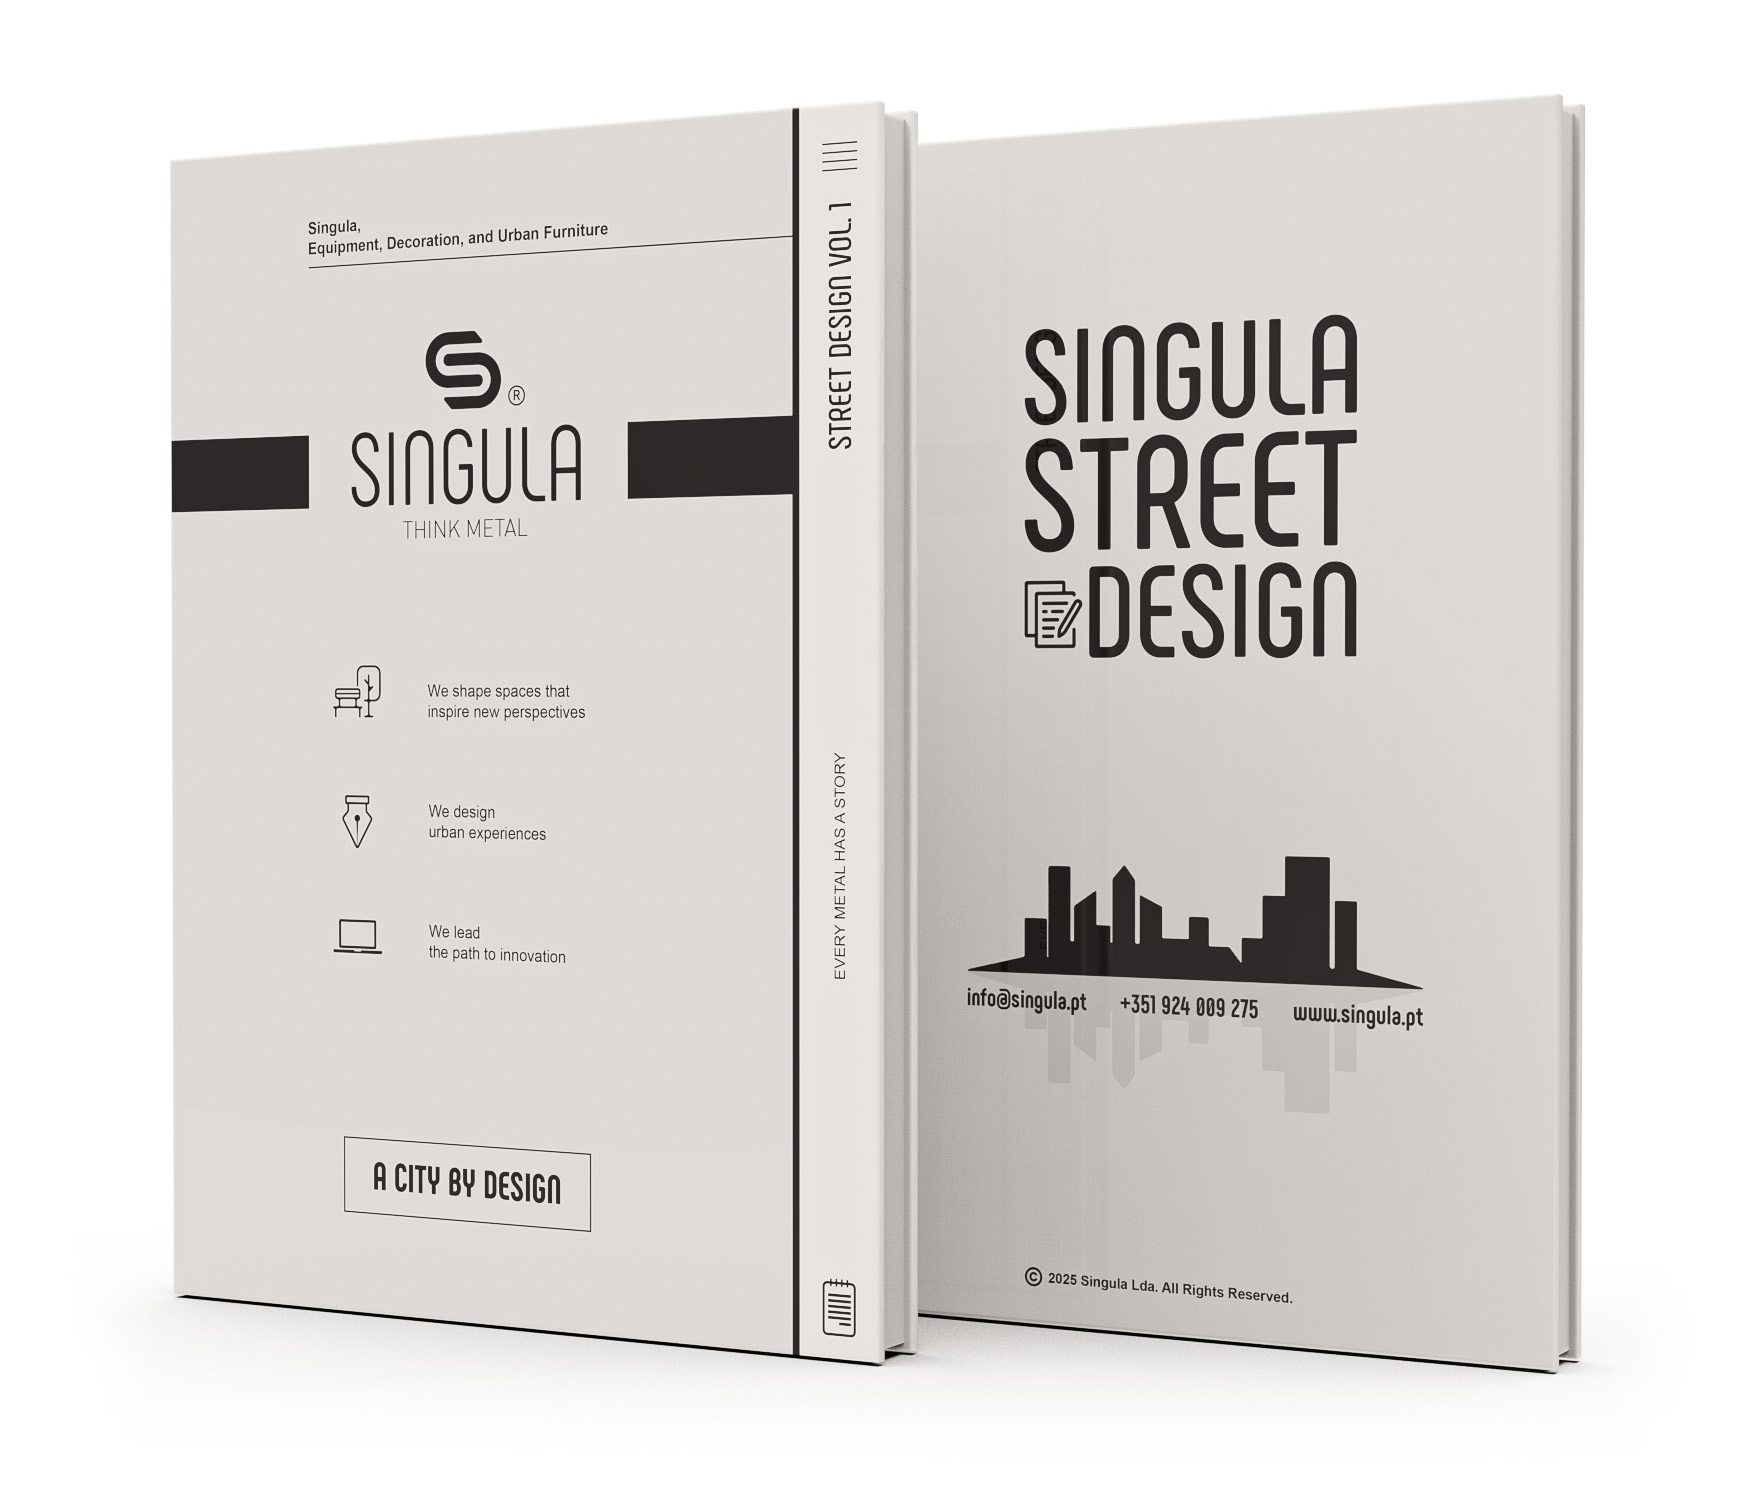 Singula,
Equipment, Decoration, and Urban Furniture
®
SINGULA
THINK METAL
We shape spaces that
inspire new perspectives
We design
urban experiences
We lead
the path to innovation
A CITY BY DESIGN
STREET DESIGN VOL. 1
EVERY METAL HAS A STORY
SINGULA
STREET
DESIGN
info@singula.pt +351 924 009 275 www.singula.pt
© 2025 Singula Lda. All Rights Reserved.